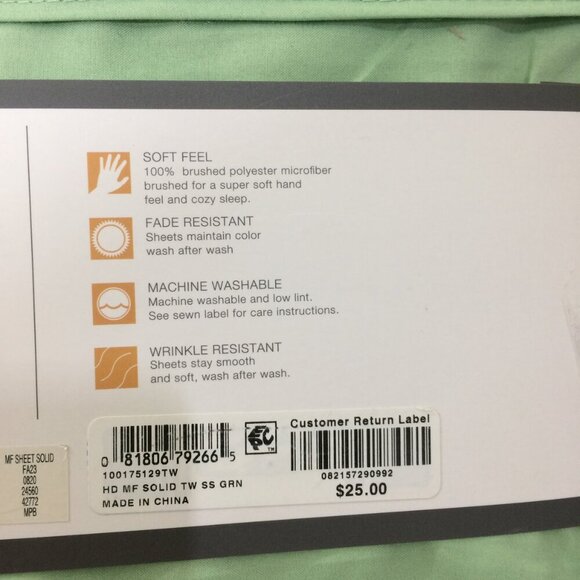 SOFT FEEL
100% brushed polyester microfiber
brushed for a super soft hand
feel and cozy sleep.
FADE RESISTANT
Sheets maintain color
wash after wash
MACHINE WASHABLE
Machine washable and low lint.
See sewn label for care instructions.
WRINKLE RESISTANT
Sheets stay smooth
and soft, wash after wash.
MF SHEET SOLID
FA23
0820
24560
42772
MPB
0 81806 79266 5
100175129TW
HD MF SOLID TW SS GRN
MADE IN CHINA
EPC TM
Customer Return Label
082157290992
$25.00